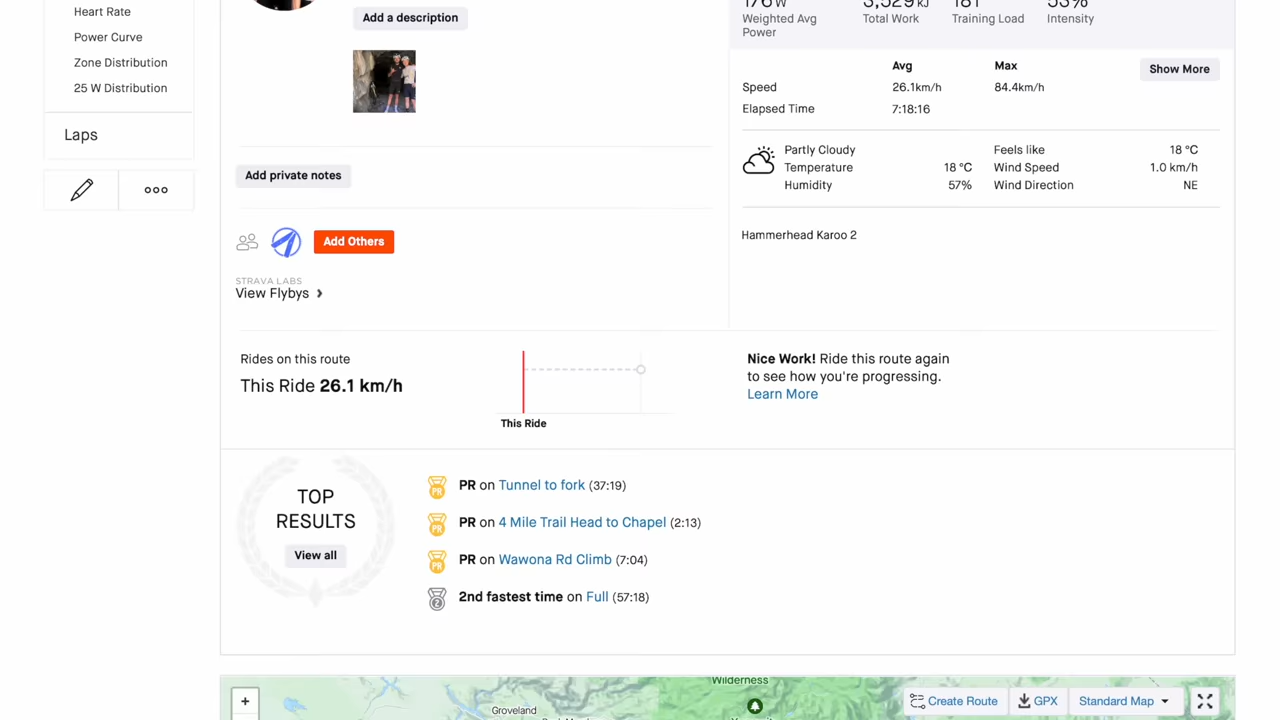 Heart Rate
Power Curve
Zone Distribution
25 W Distribution
Laps
Add a description
Add private notes
Add Others
STRAVA LABS
View Flybys
176 W
3,529 kJ
181
53%
Weighted Avg Power
Total Work
Training Load
Intensity
Avg
Max
Show More
Speed
26.1km/h
84.4km/h
Elapsed Time
7:18:16
Partly Cloudy
Feels like
18 °C
Temperature
18 °C
Wind Speed
1.0 km/h
Humidity
57%
Wind Direction
NE
Hammerhead Karoo 2
Rides on this route
This Ride 26.1 km/h
This Ride
Nice Work! Ride this route again
to see how you're progressing.
Learn More
TOP
RESULTS
View all
PR on Tunnel to fork (37:19)
PR on 4 Mile Trail Head to Chapel (2:13)
PR on Wawona Rd Climb (7:04)
2nd fastest time on Full (57:18)
+
Wilderness
Groveland
Create Route
GPX
Standard Map